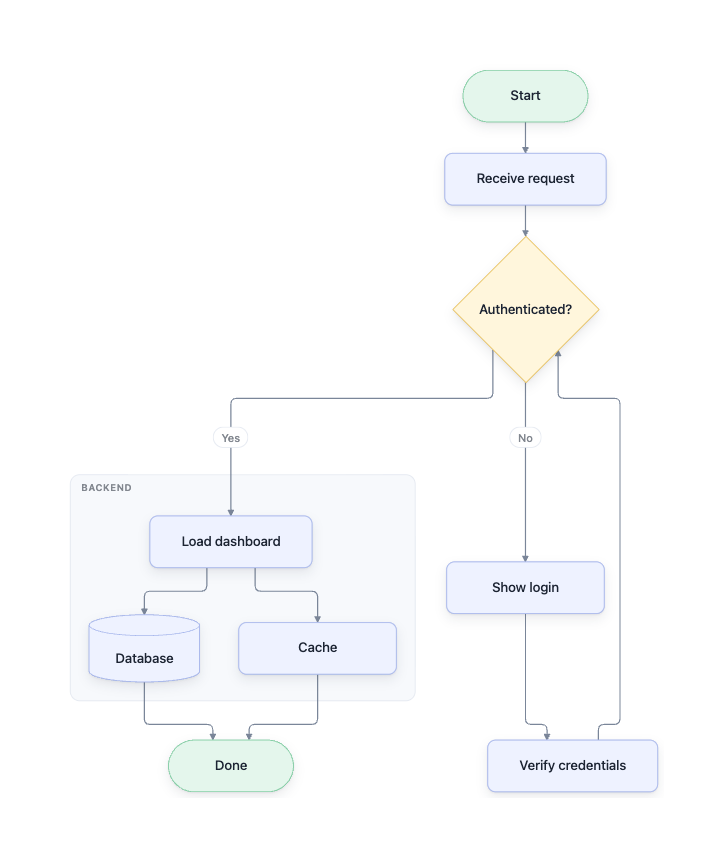 Start
Receive request
Authenticated?
Yes
No
BACKEND
Load dashboard
Show login
Database
Cache
Done
Verify credentials